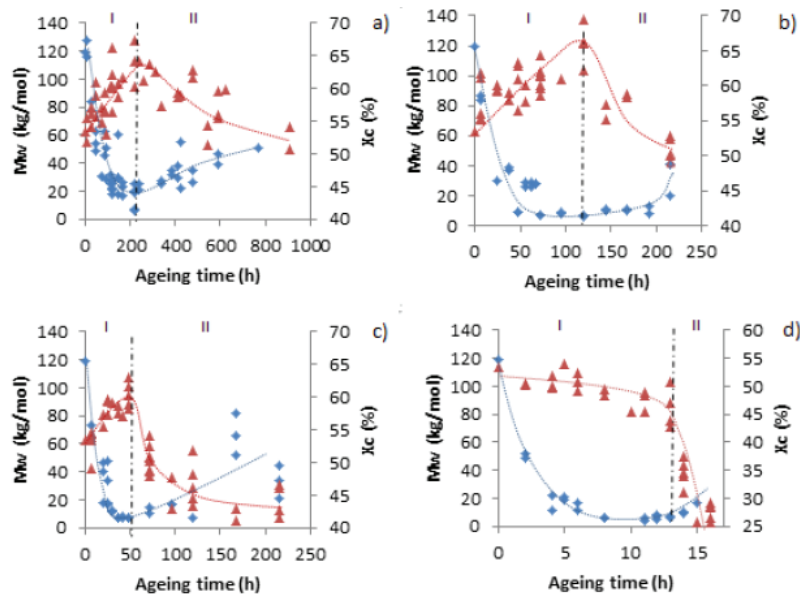 I II a)
140 70
120 65
100 60
80 55
60 50
40 45
20 40
0
Mw (kg/mol)
Xc (%)
0 200 400 600 800 1000
Ageing time (h)
I II b)
140 70
120 65
100 60
80 55
60 50
40 45
20 40
0
Mw (kg/mol)
Xc (%)
0 50 100 150 200 250
Ageing time (h)
I II c)
140 70
120 65
100 60
80 55
60 50
40 45
20 40
0
Mw (kg/mol)
Xc (%)
0 50 100 150 200 250
Ageing time (h)
I II d)
140 60
120 55
100 50
80 45
60 40
40 35
20 30
0 25
Mw (kg/mol)
Xc (%)
0 5 10 15
Ageing time (h)